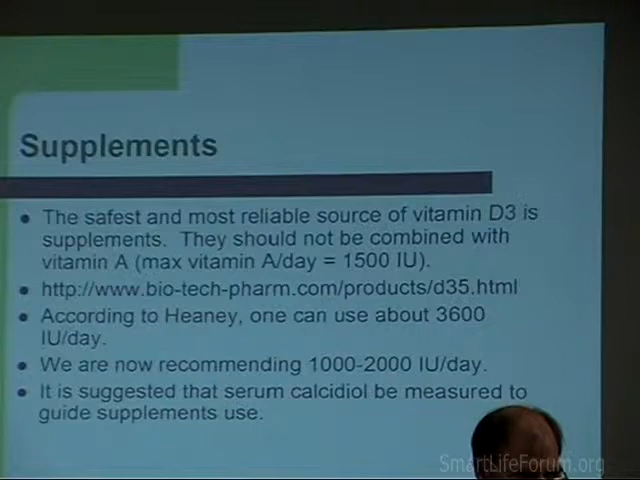 Supplements
The safest and most reliable source of vitamin D3 is
supplements. They should not be combined with
vitamin A (max vitamin A/day = 1500 IU).
http://www.bio-tech-pharm.com/products/d35.html
According to Heaney, one can use about 3600
IU/day.
We are now recommending 1000-2000 IU/day.
It is suggested that serum calcidiol be measured to
guide supplements use.
SmartLifeForum.org